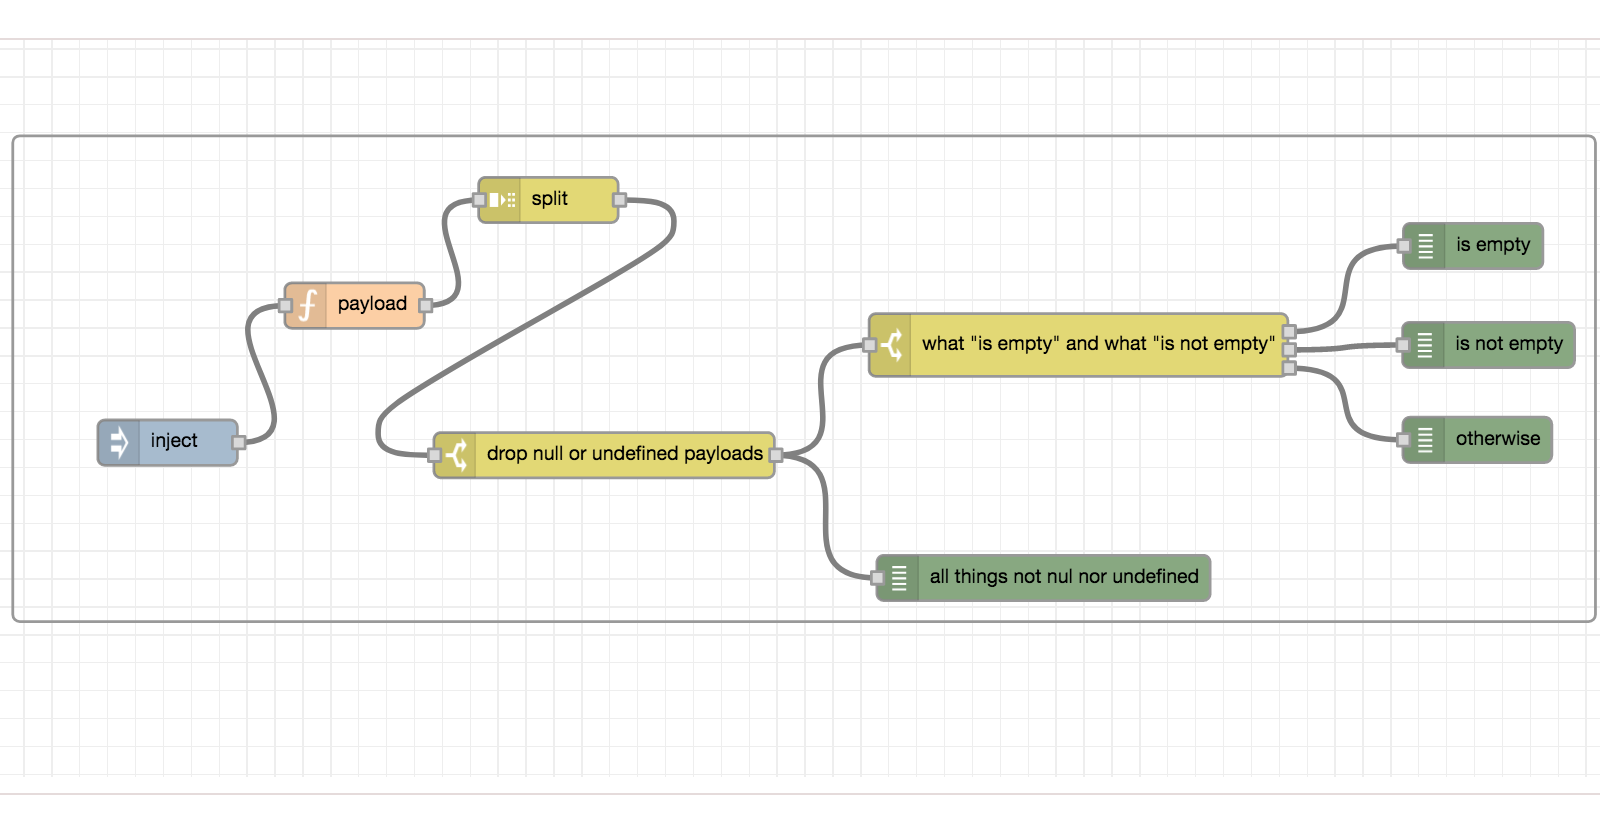 split
is empty
payload
what "is empty" and what "is not empty"
is not empty
inject
drop null or undefined payloads
otherwise
all things not nul nor undefined